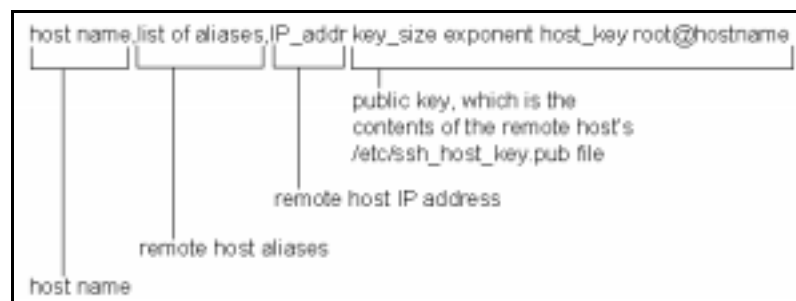 host name,list of aliases,IP_addr key_size exponent host_key root@hostname
public key, which is the
contents of the remote host's
/etc/ssh_host_key.pub file
remote host IP address
remote host aliases
host name